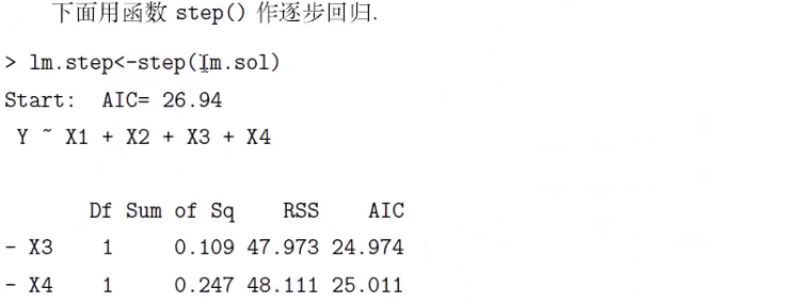 下面用函数 step() 作逐步回归.
> lm.step<-step(lm.sol)
Start: AIC= 26.94
Y ~ X1 + X2 + X3 + X4
Df Sum of Sq RSS AIC
- X3 1 0.109 47.973 24.974
- X4 1 0.247 48.111 25.011